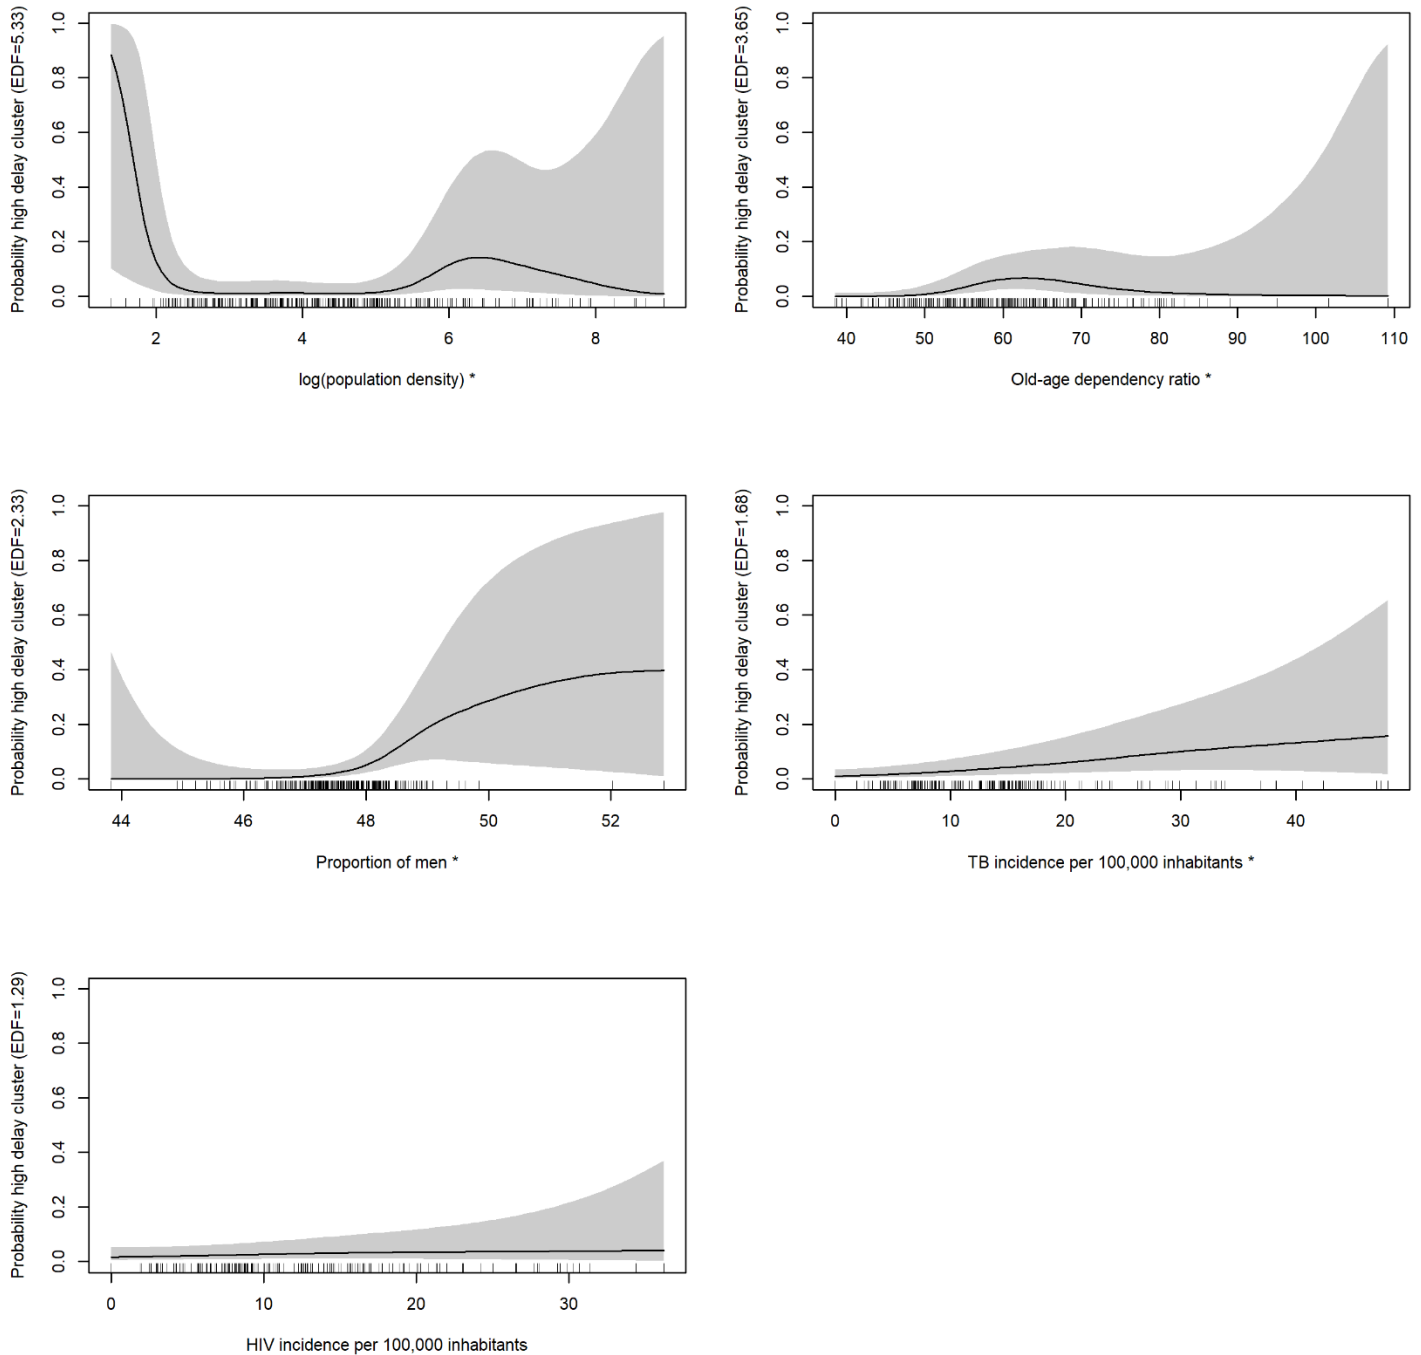 Probability high delay cluster (EDF=5.33)
0.0 0.2 0.4 0.6 0.8 1.0
2 4 6 8
log(population density) *
Probability high delay cluster (EDF=3.65)
0.0 0.2 0.4 0.6 0.8 1.0
40 50 60 70 80 90 100 110
Old-age dependency ratio *
Probability high delay cluster (EDF=2.33)
0.0 0.2 0.4 0.6 0.8 1.0
44 46 48 50 52
Proportion of men *
Probability high delay cluster (EDF=1.68)
0.0 0.2 0.4 0.6 0.8 1.0
0 10 20 30 40
TB incidence per 100,000 inhabitants *
Probability high delay cluster (EDF=1.29)
0.0 0.2 0.4 0.6 0.8 1.0
0 10 20 30
HIV incidence per 100,000 inhabitants